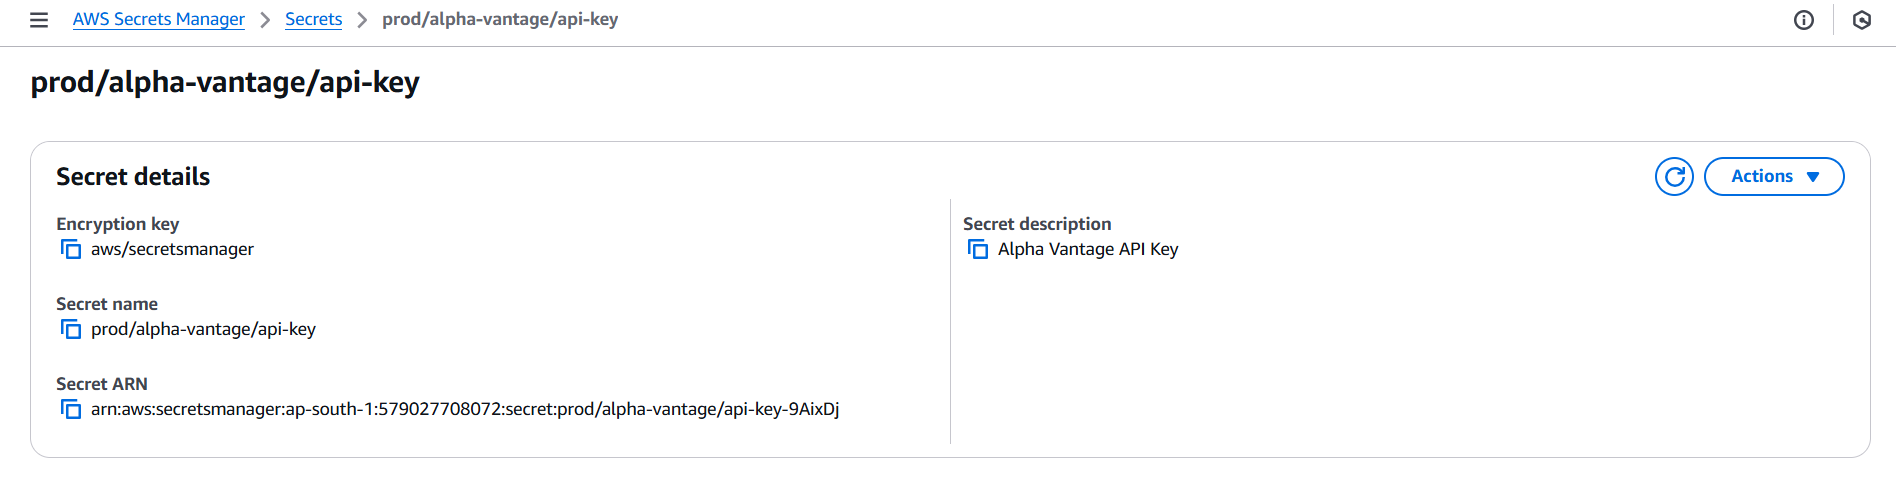 AWS Secrets Manager > Secrets > prod/alpha-vantage/api-key
prod/alpha-vantage/api-key
Secret details
Actions
Encryption key
aws/secretsmanager
Secret name
prod/alpha-vantage/api-key
Secret ARN
arn:aws:secretsmanager:ap-south-1:579027708072:secret:prod/alpha-vantage/api-key-9AixDj
Secret description
Alpha Vantage API Key